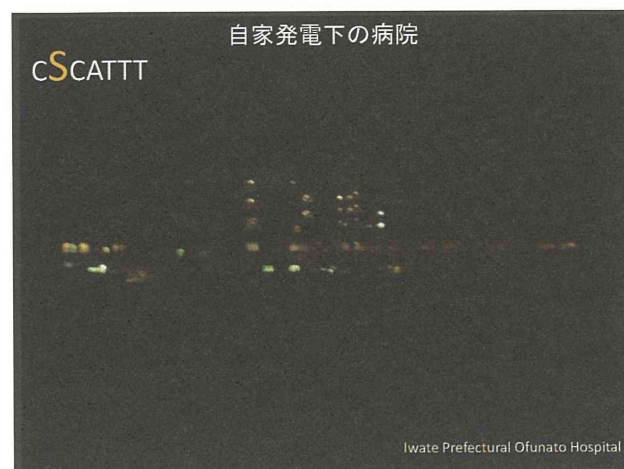 自家発電下の病院
CSCATTT
Iwate Prefectural Ofunato Hospital